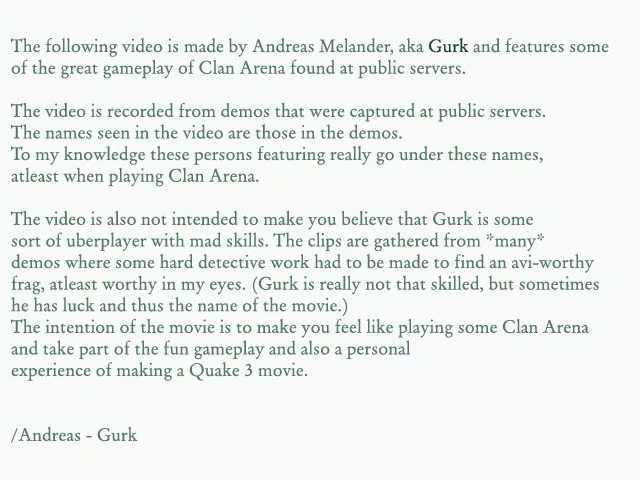 The following video is made by Andreas Melander, aka Gurk and features some
of the great gameplay of Clan Arena found at public servers.
The video is recorded from demos that were captured at public servers.
The names seen in the video are those in the demos.
To my knowledge these persons featuring really go under these names,
atleast when playing Clan Arena.
The video is also not intended to make you believe that Gurk is some
sort of uberplayer with mad skills. The clips are gathered from *many*
demos where some hard detective work had to be made to find an avi-worthy
frag, atleast worthy in my eyes. (Gurk is really not that skilled, but sometimes
he has luck and thus the name of the movie.)
The intention of the movie is to make you feel like playing some Clan Arena
and take part of the fun gameplay and also a personal
experience of making a Quake 3 movie.
/Andreas - Gurk